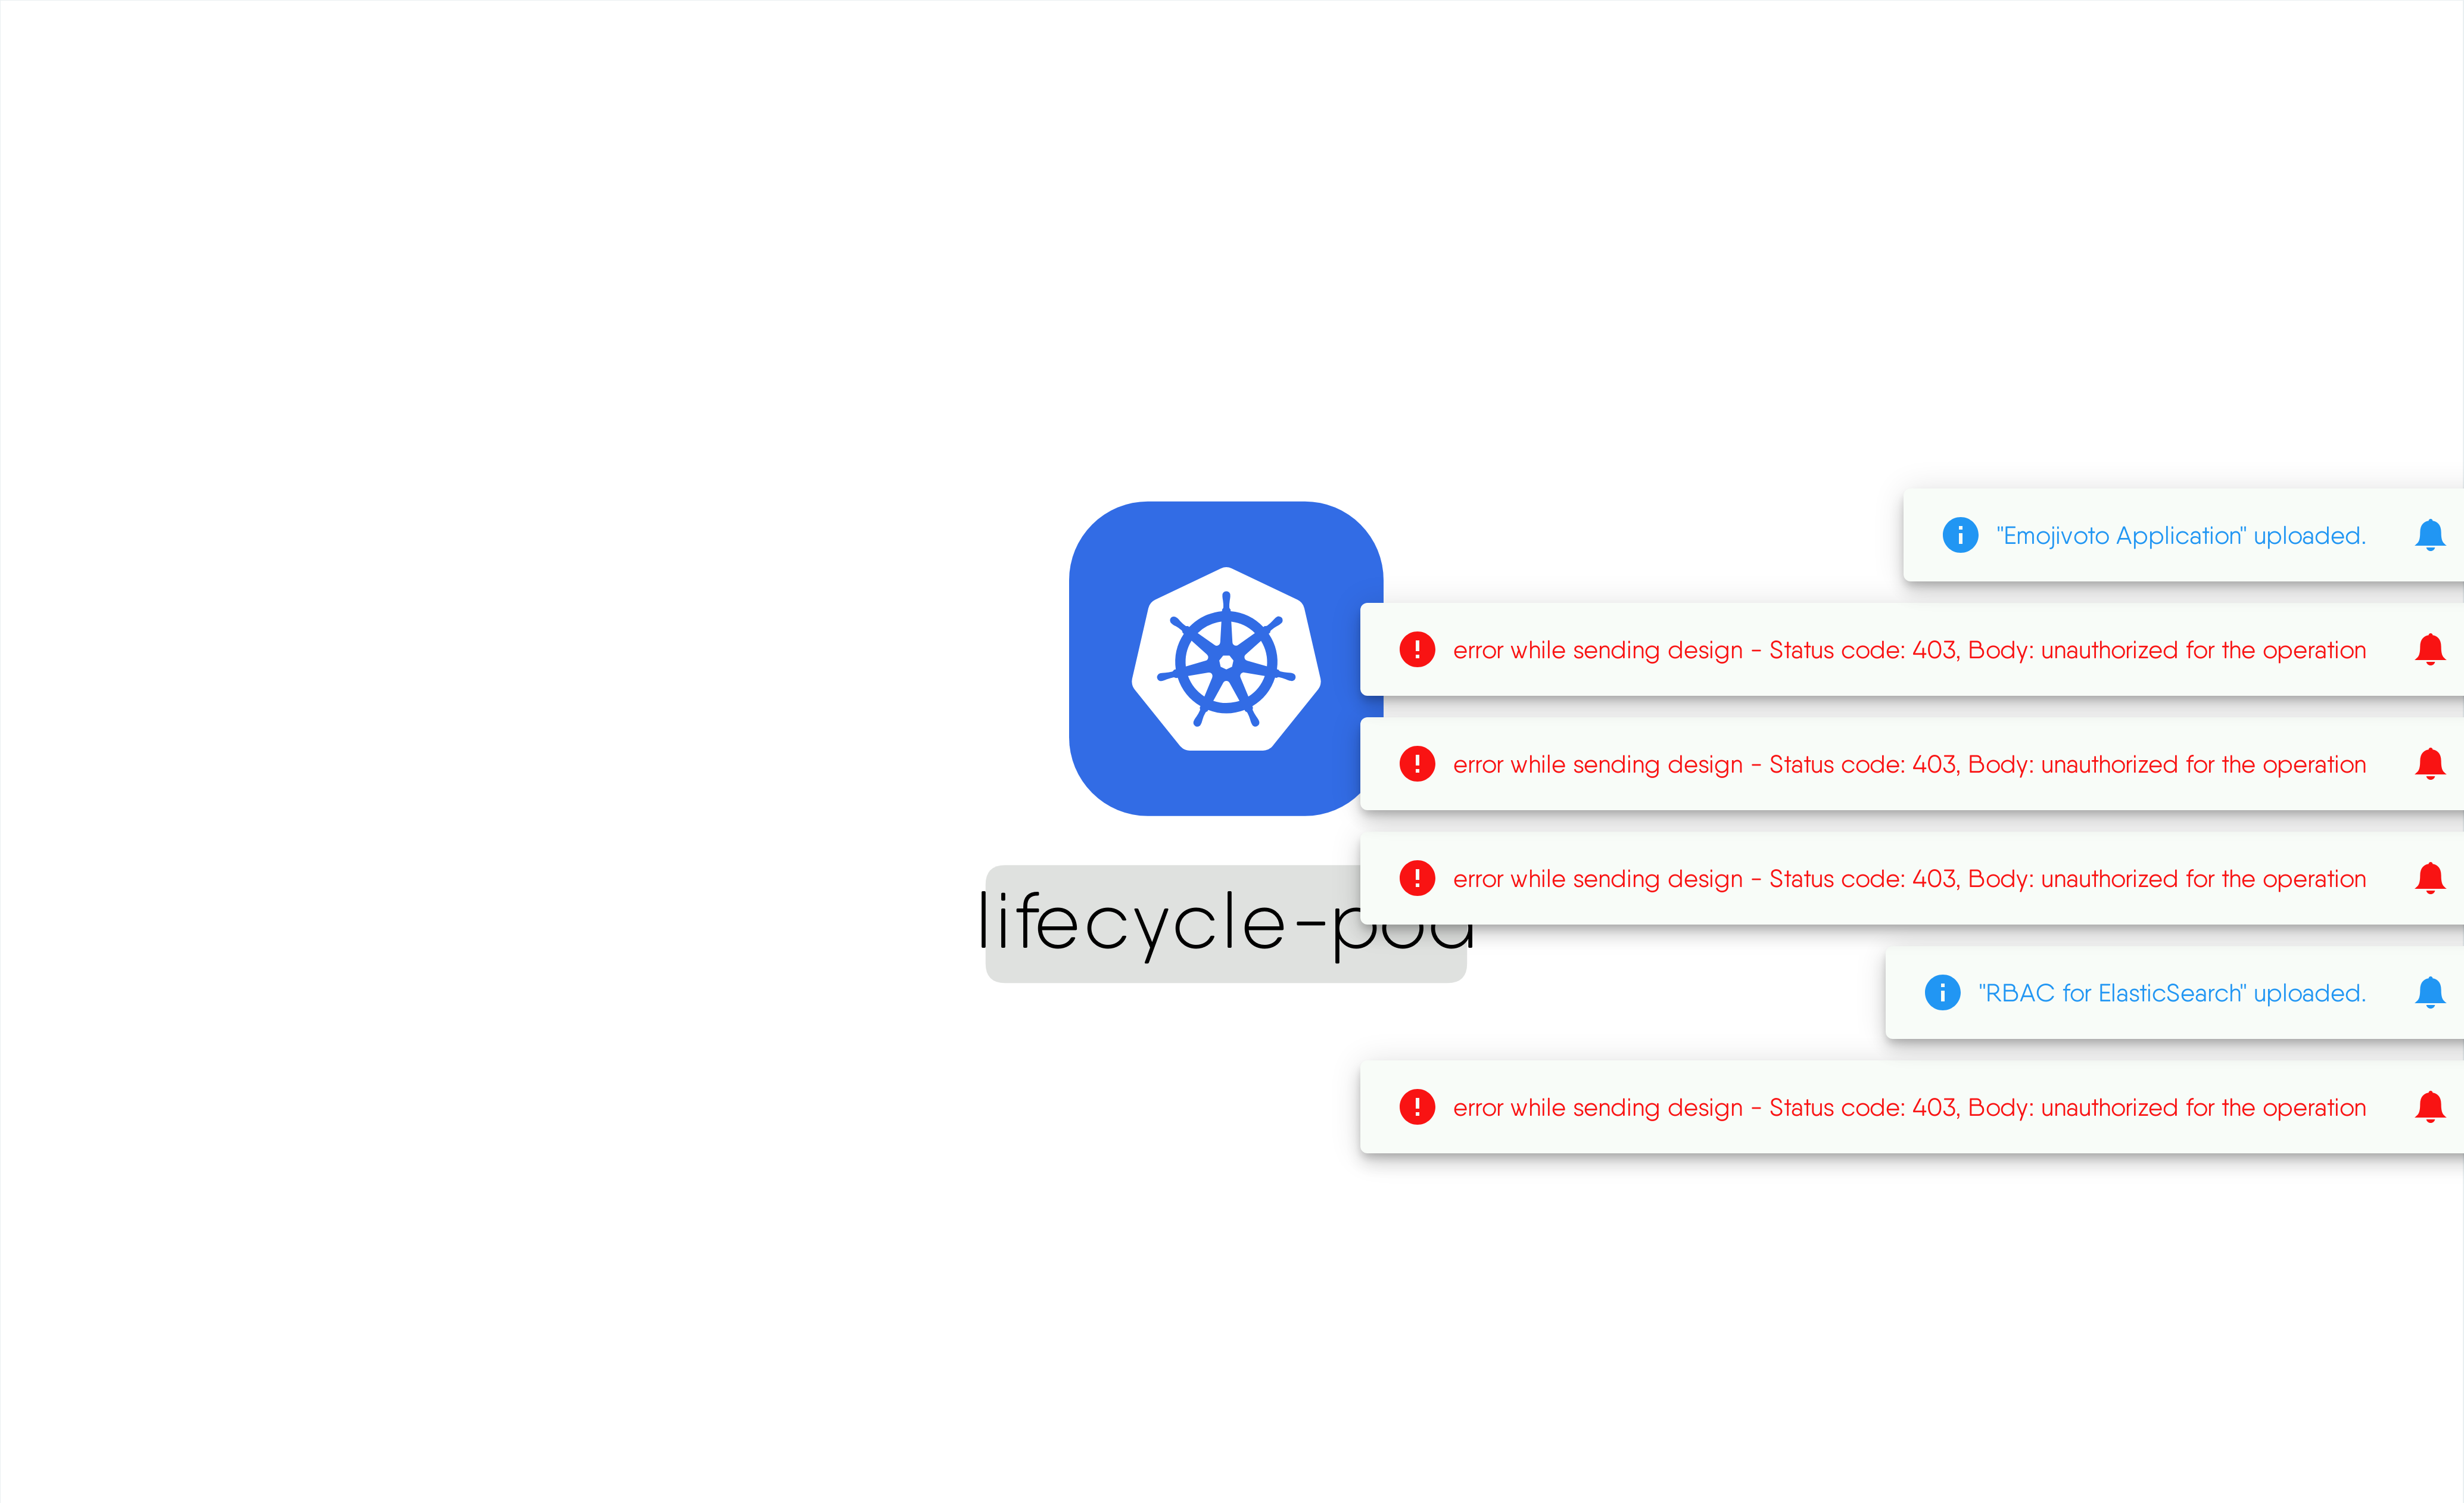 "Emojivoto Application" uploaded.
error while sending design - Status code: 403, Body: unauthorized for the operation
error while sending design - Status code: 403, Body: unauthorized for the operation
error while sending design - Status code: 403, Body: unauthorized for the operation
lifecycle-pod
"RBAC for ElasticSearch" uploaded.
error while sending design - Status code: 403, Body: unauthorized for the operation